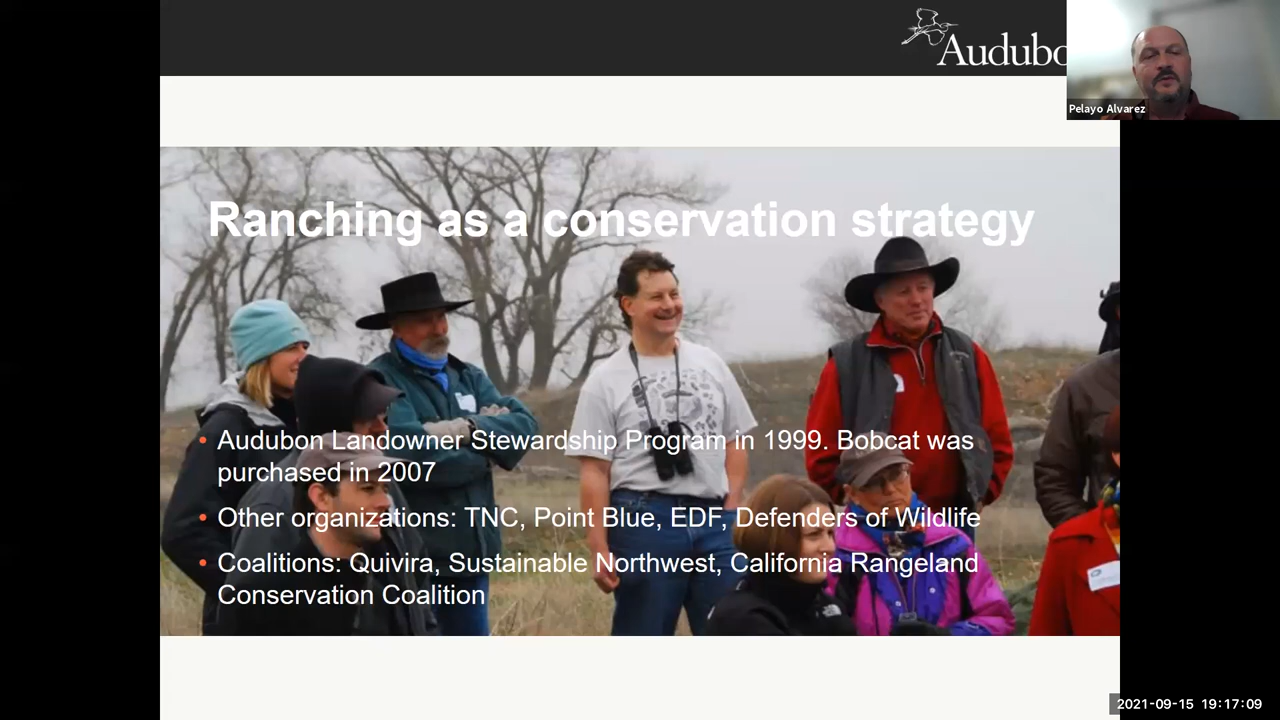 Audubo
Pelayo Alvarez
Ranching as a conservation strategy
• Audubon Landowner Stewardship Program in 1999. Bobcat was
purchased in 2007
• Other organizations: TNC, Point Blue, EDF, Defenders of Wildlife
• Coalitions: Quivira, Sustainable Northwest, California Rangeland
Conservation Coalition
2021-09-15 19:17:09